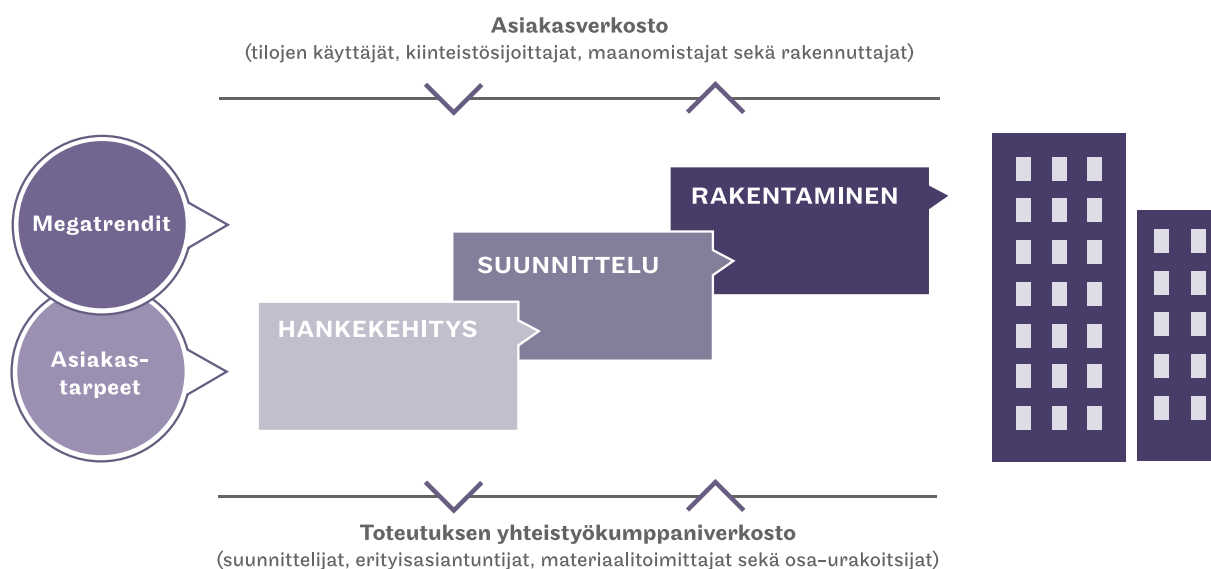 Asiakasverkosto
(tilojen käyttäjät, kiinteistösijoittajat, maanomistajat sekä rakennuttajat)
Megatrendit
Asiakas-
tarpeet
HANKEKEHITYS
SUUNNITTELU
RAKENTAMINEN
Toteutuksen yhteistyökumppaniverkosto
(suunnittelijat, erityisasiantuntijat, materiaalitoimittajat sekä osa-urakoitsijat)